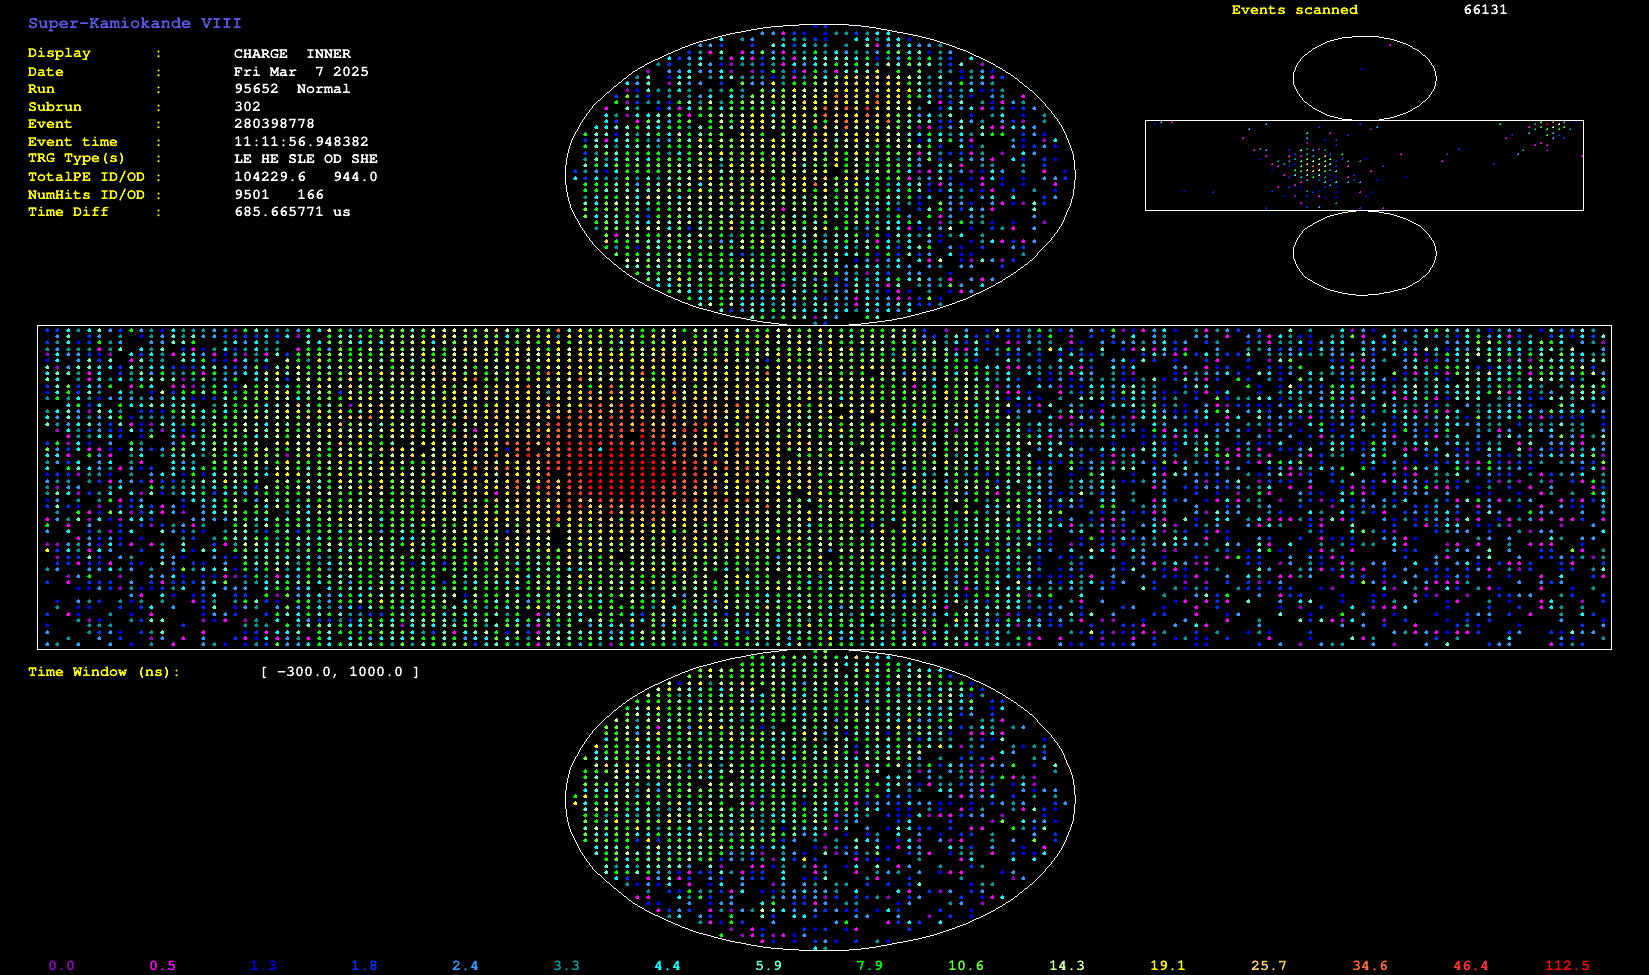 Super-Kamiokande VIII
Events scanned 66131
Display : CHARGE INNER
Date : Fri Mar 7 2025
Run : 95652 Normal
Subrun : 302
Event : 280398778
Event time : 11:11:56.948382
TRG Type(s) : LE HE SLE OD SHE
TotalPE ID/OD : 104229.6 944.0
NumHits ID/OD : 9501 166
Time Diff : 685.665771 us
Time Window (ns): [ -300.0, 1000.0 ]
0.0 0.5 1.3 1.8 2.4 3.3 4.4 5.9 7.9 10.6 14.3 19.1 25.7 34.6 46.4 112.5